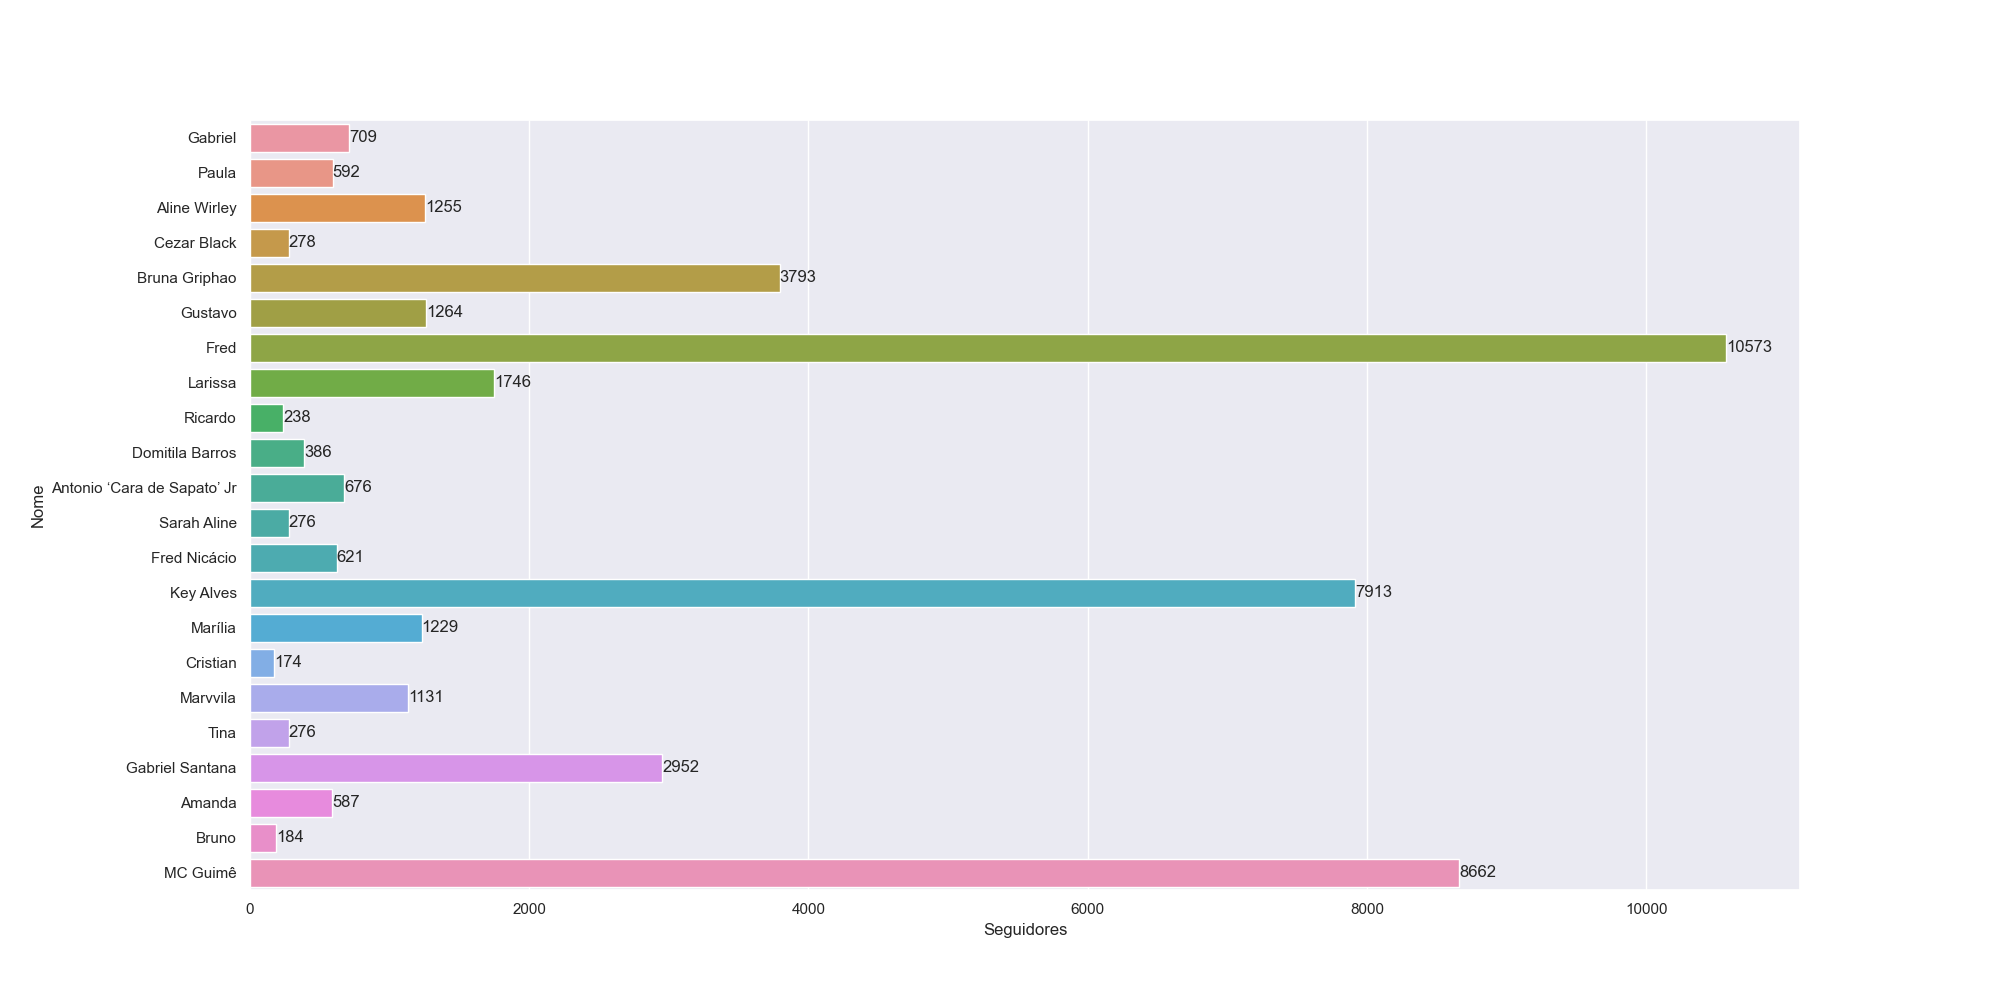 Gabriel 709
Paula 592
Aline Wirley 1255
Cezar Black 278
Bruna Griphao 3793
Gustavo 1264
Fred 10573
Larissa 1746
Ricardo 238
Domitila Barros 386
Antonio ‘Cara de Sapato’ Jr 676
Sarah Aline 276
Fred Nicácio 621
Key Alves 7913
Marília 1229
Cristian 174
Marvvila 1131
Tina 276
Gabriel Santana 2952
Amanda 587
Bruno 184
MC Guimê 8662
Nome
0 2000 4000 6000 8000 10000
Seguidores